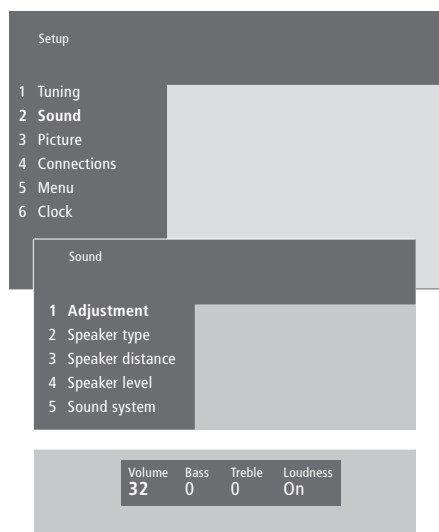 Setup
1 Tuning
2 Sound
3 Picture
4 Connections
5 Menu
6 Clock
Sound
1 Adjustment
2 Speaker type
3 Speaker distance
4 Speaker level
5 Sound system
Volume Bass Treble Loudness
32 0 0 On